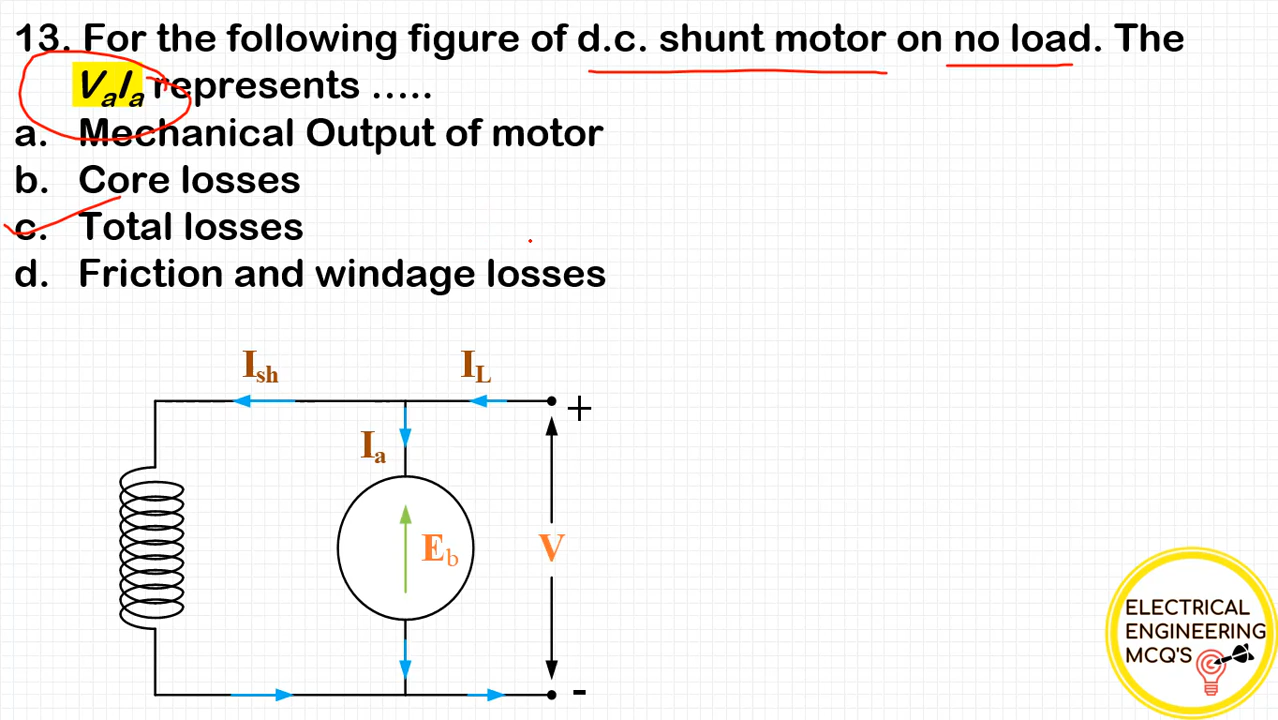 13. For the following figure of d.c. shunt motor on no load. The
VaIa represents .....
a. Mechanical Output of motor
b. Core losses
c. Total losses
d. Friction and windage losses
Ish
IL
+
Ia
Eb
V
-
ELECTRICAL
ENGINEERING
MCQ'S